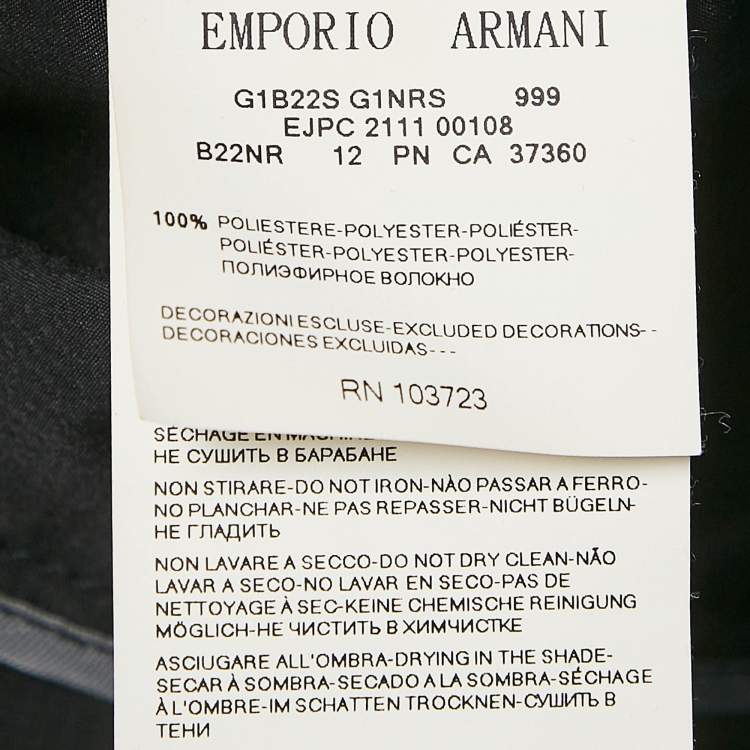 EMPORIO ARMANI
G1B22S G1NRS 999
EJPC 2111 00108
B22NR 12 PN CA 37360
100% POLIESTERE-POLYESTER-POLIÉSTER-
POLIÉSTER-POLYESTER-POLYESTER-
ПОЛИЭФИРНОЕ ВОЛОКНО
DECORAZIONI ESCLUSE-EXCLUDED DECORATIONS--
DECORACIONES EXCLUIDAS---
RN 103723
SÉCHAGE EN MACHINE
НЕ СУШИТЬ В БАРАБАНЕ
NON STIRARE-DO NOT IRON-NÀO PASSAR A FERRO-
NO PLANCHAR-NE PAS REPASSER-NICHT BÜGELN-
НЕ ГЛАДИТЬ
NON LAVARE A SECCO-DO NOT DRY CLEAN-NÃO
LAVAR A SECO-NO LAVAR EN SECO-PAS DE
NETTOYAGE À SEC-KEINE CHEMISCHE REINIGUNG
MÖGLICH-НЕ ЧИСТИТЬ В ХИМЧИСТКЕ
ASCIUGARE ALL'OMBRA-DRYING IN THE SHADE-
SECAR À SOMBRA-SECADO A LA SOMBRA-SÉCHAGE
À L'OMBRE-IM SCHATTEN TROCKNEN-СУШИТЬ В
ТЕНИ